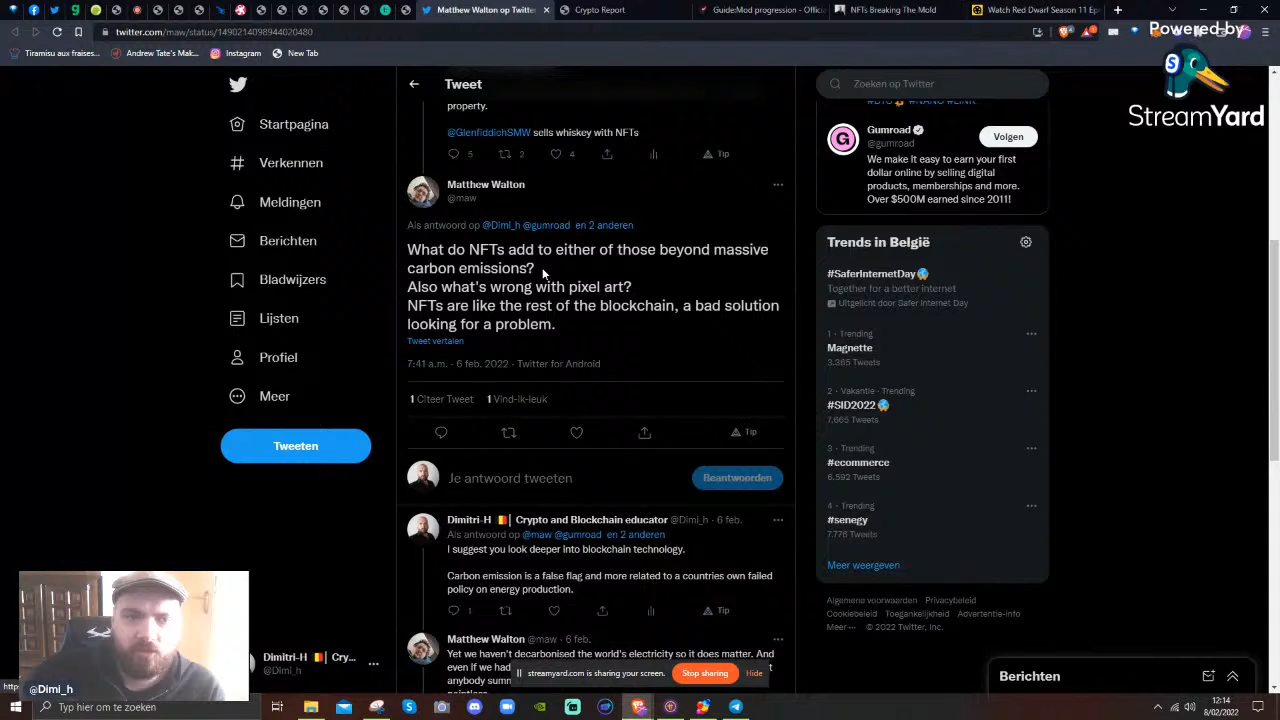 Matthew Walton op Twitter
Crypto Report
GuideMod progression - Offici
NFTs Breaking The Mold
Watch Red Dwarf Season 11 Ep
twitter.com/maw/status/1490214098944020480
Powered by
StreamYard
Tiramisu aux fraises...
Andrew Tate's Mak...
Instagram
New Tab
Startpagina
Verkennen
Meldingen
Berichten
Bladwijzers
Lijsten
Profiel
Meer
Tweeten
Tweet
property.
@GlenfiddichSMW sells whiskey with NFTs
5 2 4 Tip
Matthew Walton
@maw
Als antwoord op @Dimi_h @gumroad en 2 anderen
What do NFTs add to either of those beyond massive
carbon emissions?
Also what's wrong with pixel art?
NFTs are like the rest of the blockchain, a bad solution
looking for a problem.
Tweet vertalen
7:41 a.m. · 6 feb. 2022 · Twitter for Android
1 Citeer Tweet 1 Vind-ik-leuk
Tip
Je antwoord tweeten
Beantwoorden
Dimitri-H | Crypto and Blockchain educator @Dimi_h · 6 feb.
Als antwoord op @maw @gumroad en 2 anderen
I suggest you look deeper into blockchain technology.
Carbon emission is a false flag and more related to a countries own failed
policy on energy production.
1 Tip
Matthew Walton @maw · 6 feb.
Yet we haven't decarbonised the world's electricity so it does matter. And
even if we had
anybody summ
streamyard.com is sharing your screen.
Stop sharing
Hide
Zoeken op Twitter
Gumroad
@gumroad
Volgen
We make it easy to earn your first
dollar online by selling digital
products, memberships and more.
Over $500M earned since 2011!
Trends in België
#SaferInternetDay
Together for a better internet
Uitgelicht door Safer Internet Day
1 · Trending
Magnette
3.365 Tweets
2 · Vakantie · Trending
#SID2022
7.665 Tweets
3 · Trending
#ecommerce
6.592 Tweets
4 · Trending
#senegy
7.776 Tweets
Meer weergeven
Algemene voorwaarden Privacybeleid
Cookiebeleid Toegankelijkheid Advertentie-info
Meer ··· © 2022 Twitter, Inc.
Berichten
Dimitri-H | Cry...
@Dimi_h
@Dimi_h
Typ hier om te zoeken
12:14
8/02/2022